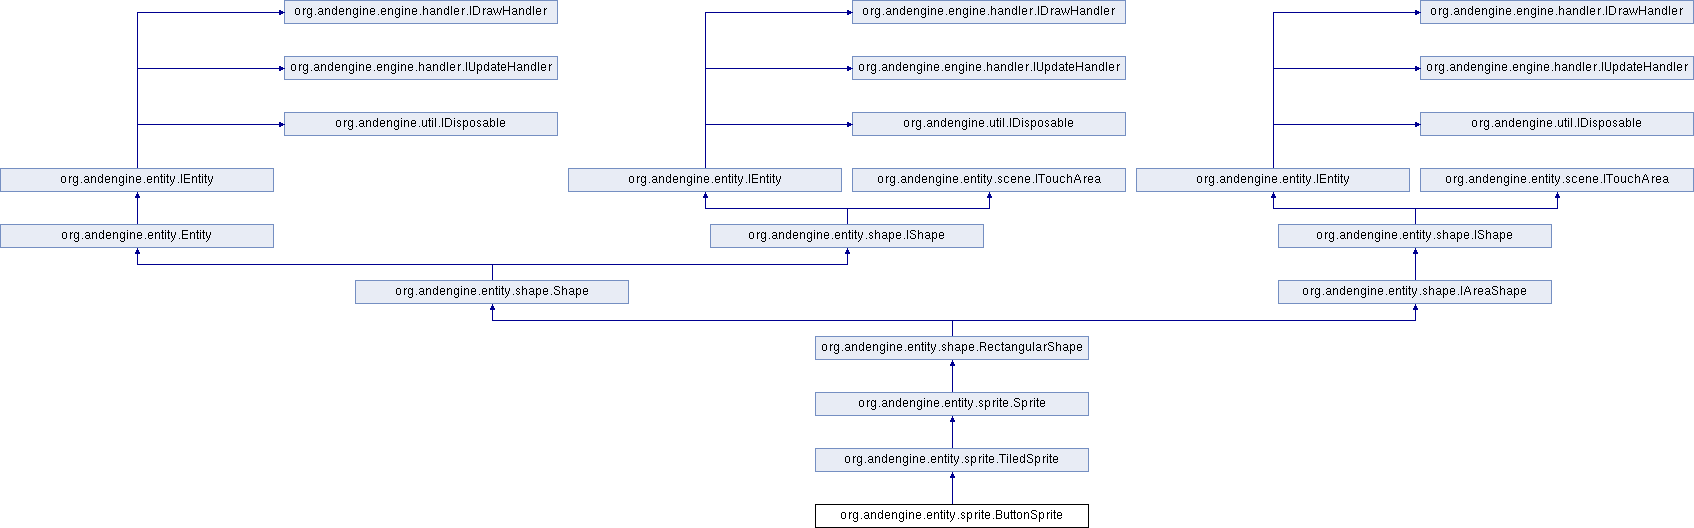 org.andengine.engine.handler.IDrawHandler
org.andengine.engine.handler.IDrawHandler
org.andengine.engine.handler.IDrawHandler
org.andengine.engine.handler.IUpdateHandler
org.andengine.engine.handler.IUpdateHandler
org.andengine.engine.handler.IUpdateHandler
org.andengine.util.IDisposable
org.andengine.util.IDisposable
org.andengine.util.IDisposable
org.andengine.entity.IEntity
org.andengine.entity.IEntity
org.andengine.entity.scene.ITouchArea
org.andengine.entity.IEntity
org.andengine.entity.scene.ITouchArea
org.andengine.entity.Entity
org.andengine.entity.shape.IShape
org.andengine.entity.shape.IShape
org.andengine.entity.shape.Shape
org.andengine.entity.shape.IAreaShape
org.andengine.entity.shape.RectangularShape
org.andengine.entity.sprite.Sprite
org.andengine.entity.sprite.TiledSprite
org.andengine.entity.sprite.ButtonSprite